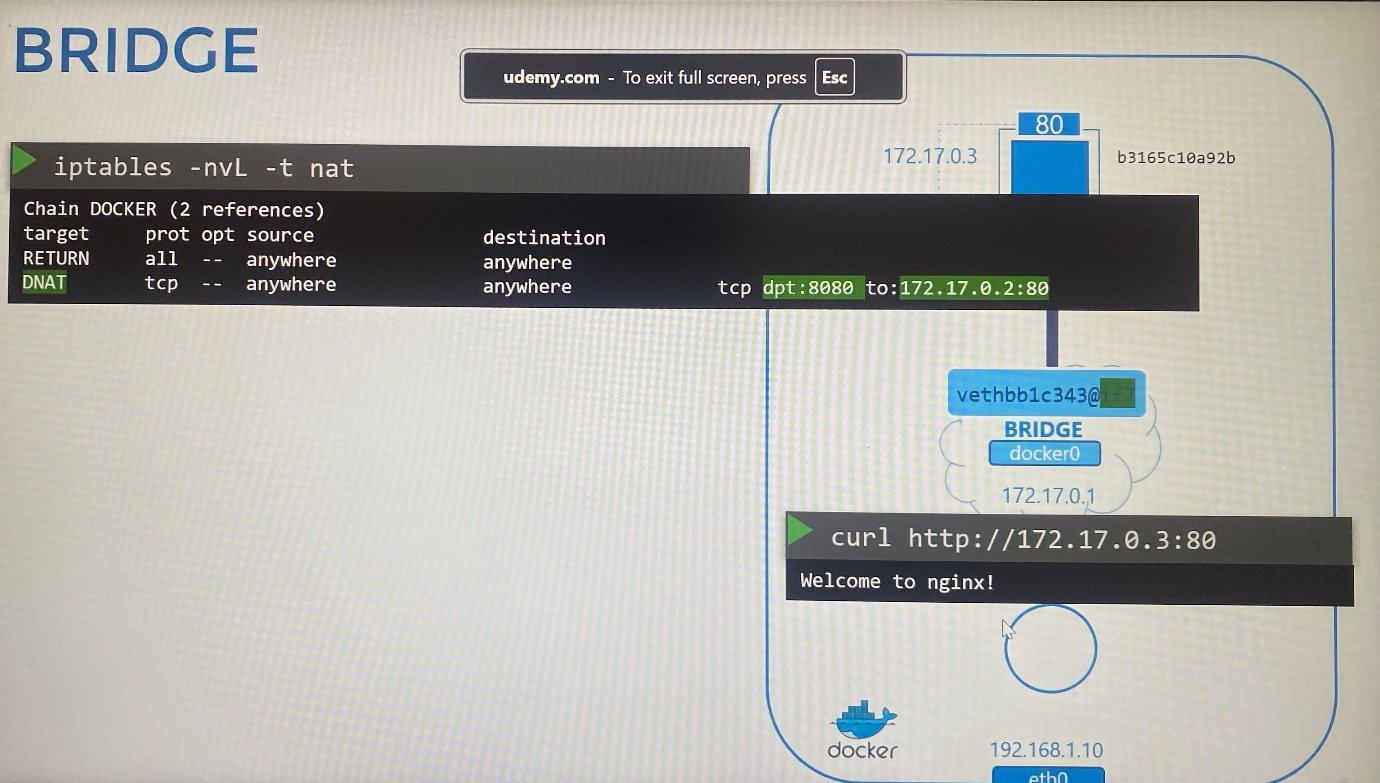 BRIDGE
udemy.com - To exit full screen, press Esc
80
172.17.0.3
b3165c10a92b
iptables -nvL -t nat
Chain DOCKER (2 references)
target prot opt source destination
RETURN all -- anywhere anywhere
DNAT tcp -- anywhere anywhere tcp dpt:8080 to:172.17.0.2:80
vethbb1c343@if7
BRIDGE
docker0
172.17.0.1
curl http://172.17.0.3:80
Welcome to nginx!
docker
192.168.1.10
eth0